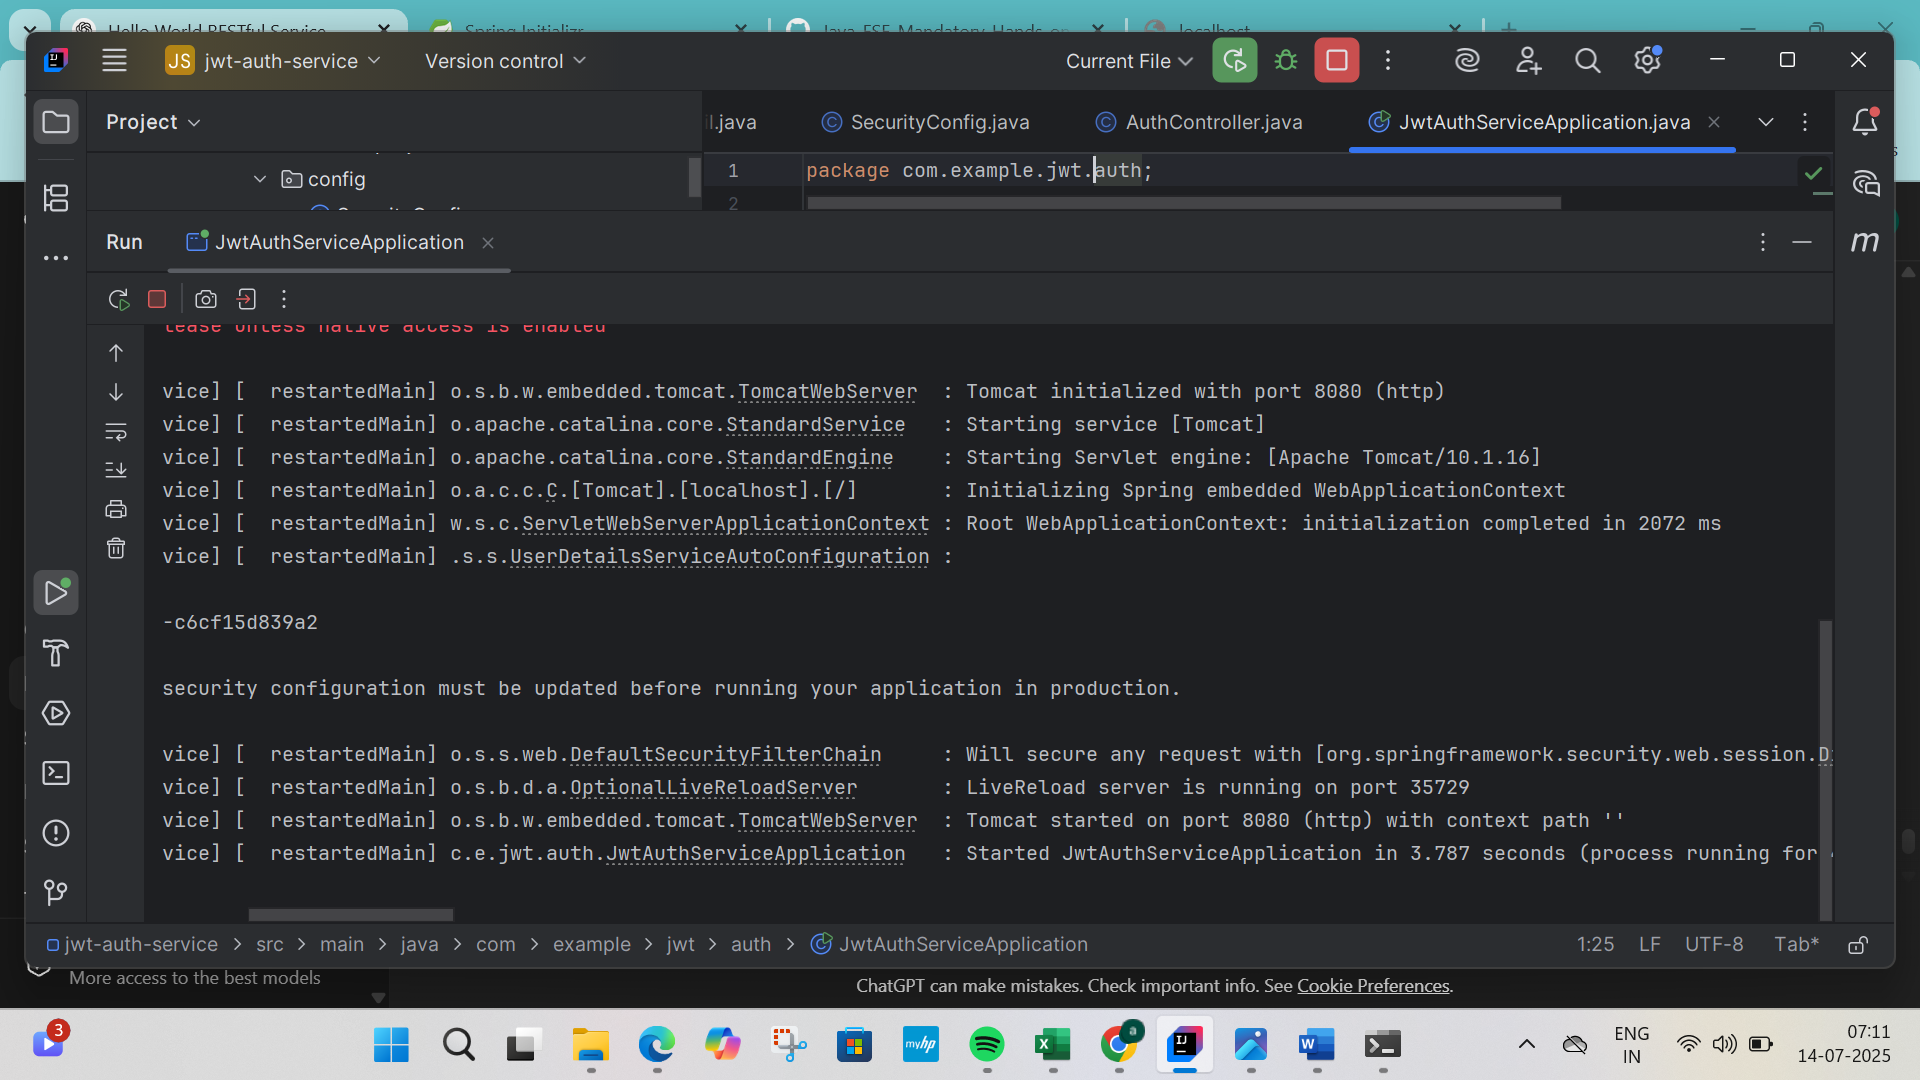 Hello World RESTful Service
Spring Initializr
Java-FSE-Mandatory-Hands-on
localhost
JS jwt-auth-service
Version control
Current File
Project
l.java
SecurityConfig.java
AuthController.java
JwtAuthServiceApplication.java
config
1
package com.example.jwt.auth;
2
Run
JwtAuthServiceApplication
m
lease unless native access is enabled
vice] [  restartedMain] o.s.b.w.embedded.tomcat.TomcatWebServer  : Tomcat initialized with port 8080 (http)
vice] [  restartedMain] o.apache.catalina.core.StandardService   : Starting service [Tomcat]
vice] [  restartedMain] o.apache.catalina.core.StandardEngine    : Starting Servlet engine: [Apache Tomcat/10.1.16]
vice] [  restartedMain] o.a.c.c.C.[Tomcat].[localhost].[/]       : Initializing Spring embedded WebApplicationContext
vice] [  restartedMain] w.s.c.ServletWebServerApplicationContext : Root WebApplicationContext: initialization completed in 2072 ms
vice] [  restartedMain] .s.s.UserDetailsServiceAutoConfiguration :
-c6cf15d839a2
security configuration must be updated before running your application in production.
vice] [  restartedMain] o.s.s.web.DefaultSecurityFilterChain     : Will secure any request with [org.springframework.security.web.session.Di
vice] [  restartedMain] o.s.b.d.a.OptionalLiveReloadServer       : LiveReload server is running on port 35729
vice] [  restartedMain] o.s.b.w.embedded.tomcat.TomcatWebServer  : Tomcat started on port 8080 (http) with context path ''
vice] [  restartedMain] c.e.jwt.auth.JwtAuthServiceApplication   : Started JwtAuthServiceApplication in 3.787 seconds (process running for
jwt-auth-service > src > main > java > com > example > jwt > auth > JwtAuthServiceApplication
1:25 LF UTF-8 Tab*
More access to the best models
ChatGPT can make mistakes. Check important info. See Cookie Preferences.
3
myhp
a
ENG
IN
07:11
14-07-2025